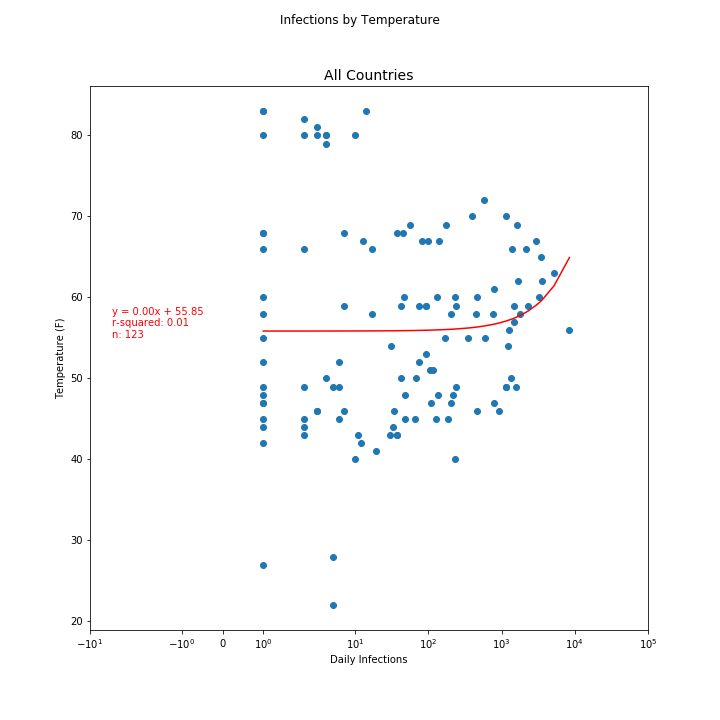 Infections by Temperature
All Countries
80
70
60
50
40
30
20
Temperature (F)
y = 0.00x + 55.85
r-squared: 0.01
n: 123
−10¹ −10⁰ 0 10⁰ 10¹ 10² 10³ 10⁴ 10⁵
Daily Infections